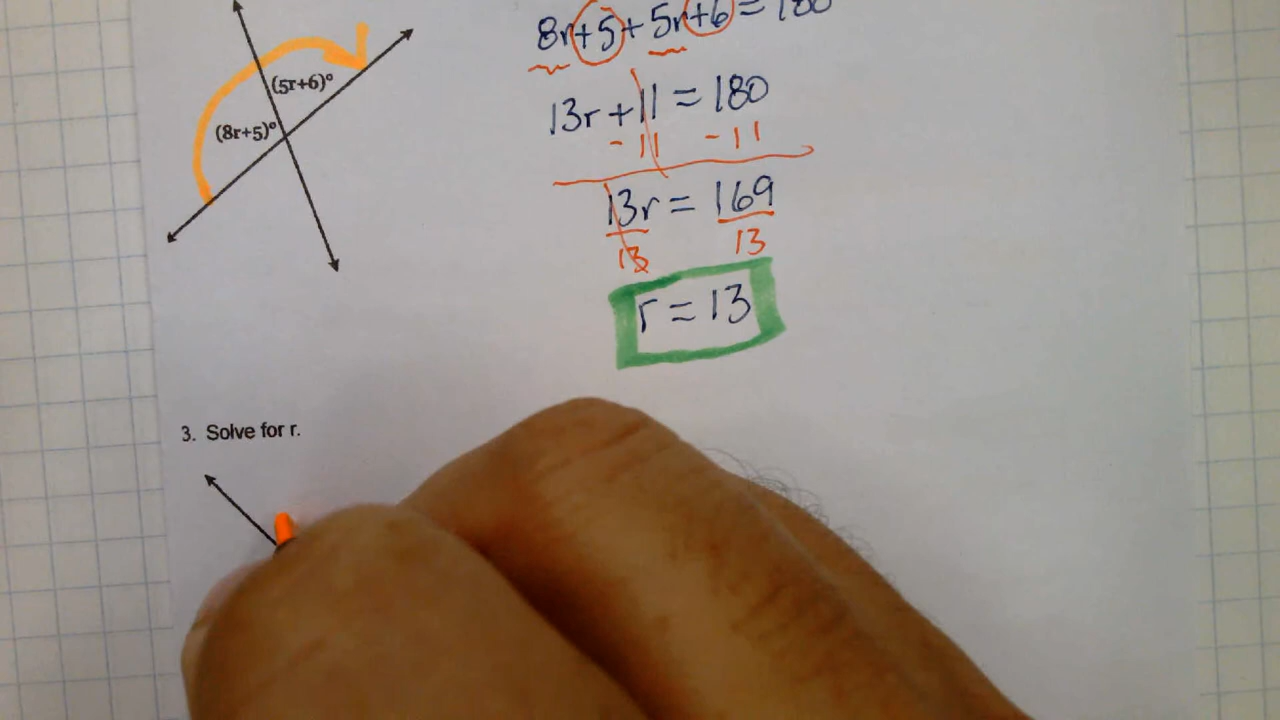 8r+5+5r+6=180
(5r+6)°
13r+11=180
(8r+5)°
-11 -11
13r=169
13 13
r=13
3. Solve for r.